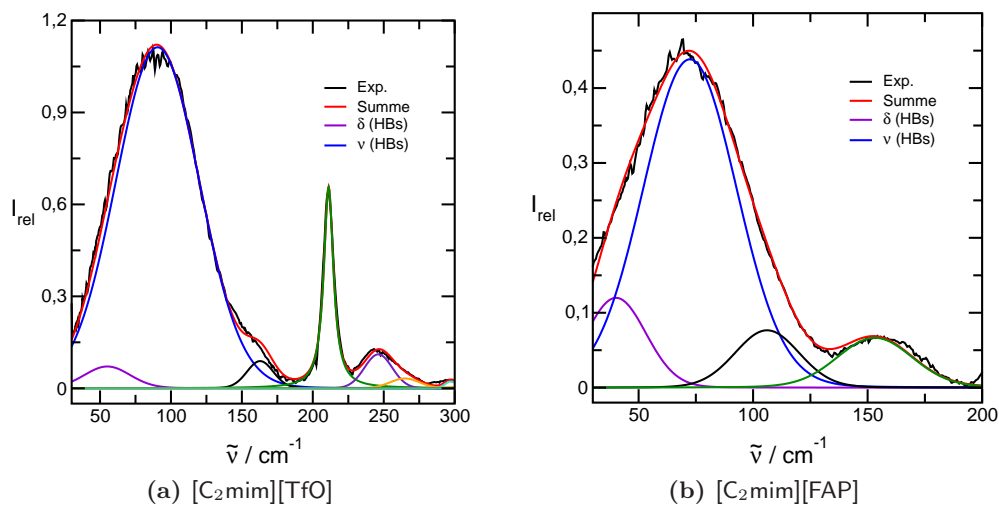 1,2
0,9
0,6
0,3
0
I_rel
Exp.
Summe
δ (HBs)
ν (HBs)
50 100 150 200 250 300
ν̃ / cm⁻¹
(a) [C₂mim][TfO]
0,4
0,3
0,2
0,1
0
I_rel
Exp.
Summe
δ (HBs)
ν (HBs)
50 100 150 200
ν̃ / cm⁻¹
(b) [C₂mim][FAP]